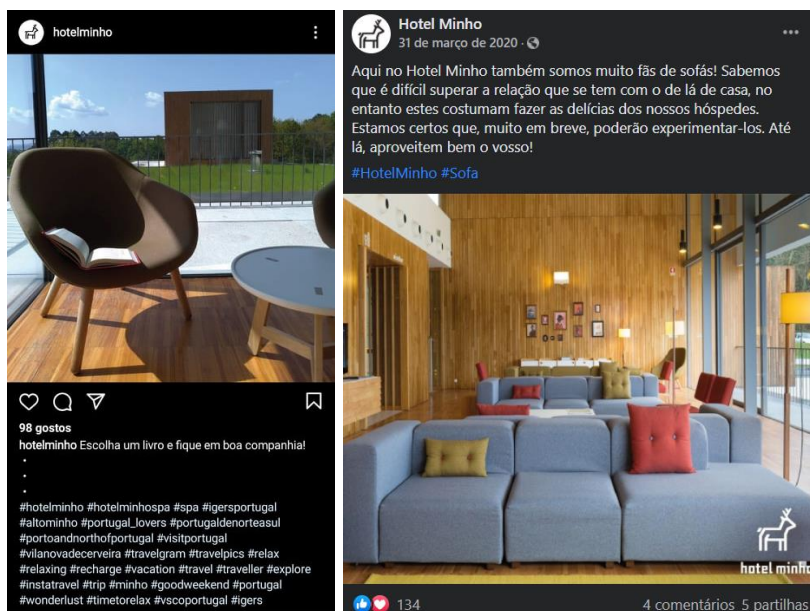 hotelminho
98 gostos
hotelminho Escolha um livro e fique em boa companhia!
.
.
.
#hotelminho #hotelminhospa #spa #igersportugal
#altominho #portugal_lovers #portugaldenorteasul
#portoandnorthofportugal #visitportugal
#vilanovadecerveira #travelgram #travelpics #relax
#relaxing #recharge #vacation #travel #traveller #explore
#instatravel #trip #minho #goodweekend #portugal
#wonderlust #timetorelax #vscoportugal #igers
Hotel Minho
31 de março de 2020 ·
Aqui no Hotel Minho também somos muito fãs de sofás! Sabemos
que é difícil superar a relação que se tem com o de lá de casa, no
entanto estes costumam fazer as delícias dos nossos hóspedes.
Estamos certos que, muito em breve, poderão experimentar-los. Até
lá, aproveitem bem o vosso!
#HotelMinho #Sofa
hotel minho
134
4 comentários 5 partilhas